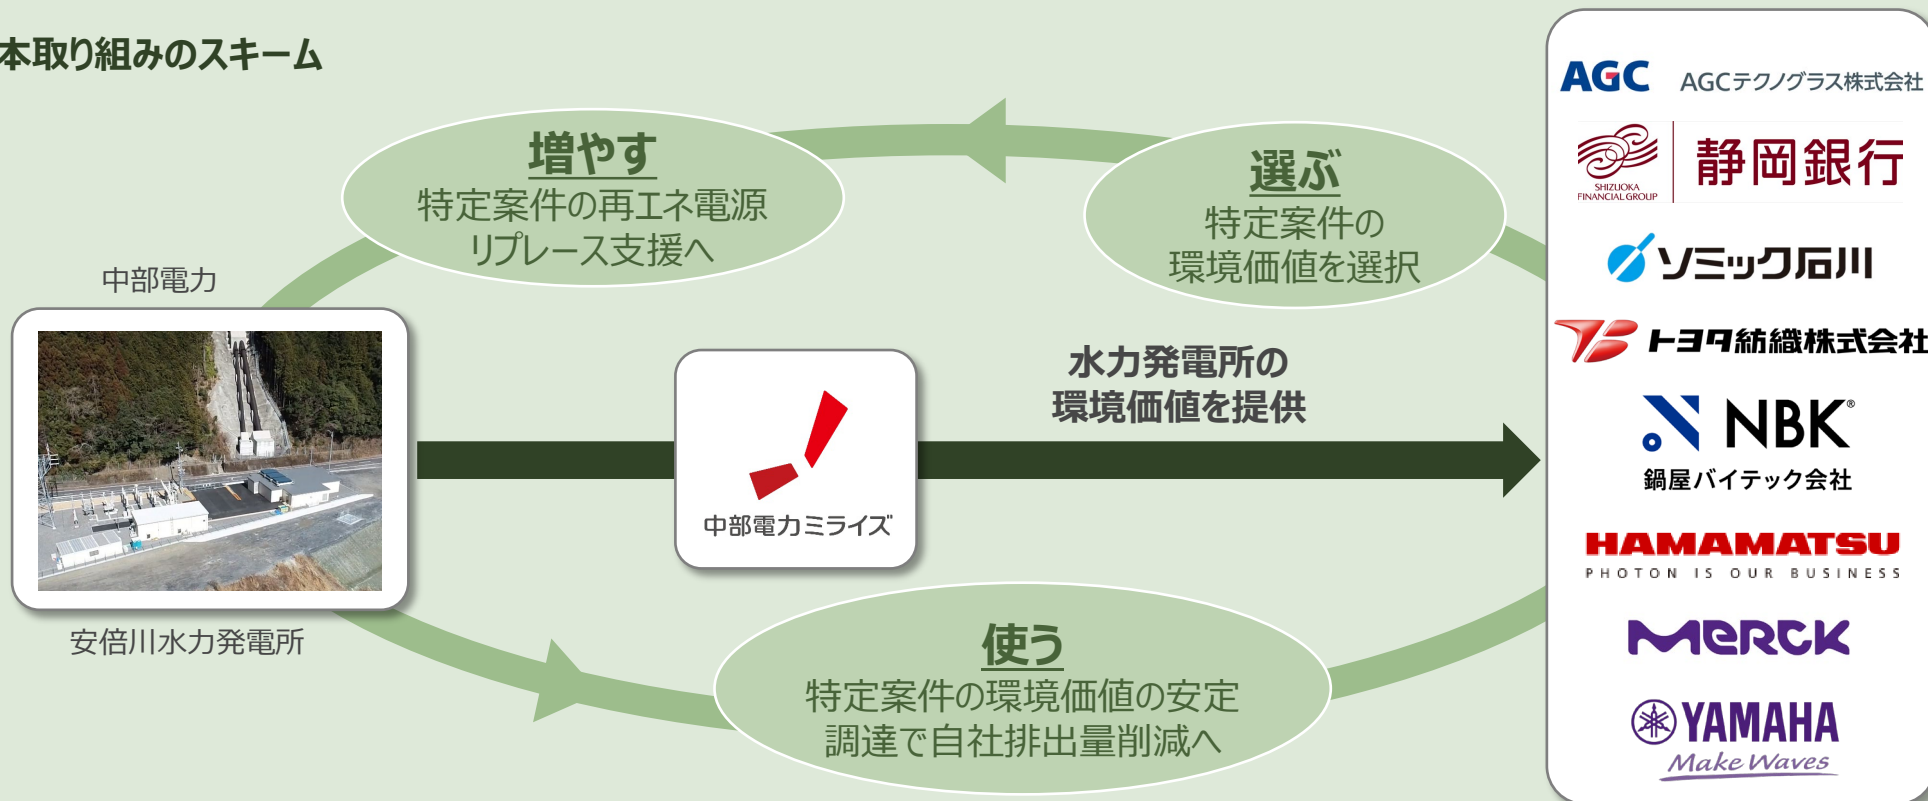 本取り組みのスキーム
増やす
特定案件の再エネ電源
リプレース支援へ
選ぶ
特定案件の
環境価値を選択
中部電力
安倍川水力発電所
中部電力ミライズ
水力発電所の
環境価値を提供
使う
特定案件の環境価値の安定
調達で自社排出量削減へ
AGC AGCテクノグラス株式会社
SHIZUOKA
FINANCIAL GROUP
静岡銀行
ソミック石川
トヨタ紡織株式会社
NBK®
鍋屋バイテック会社
HAMAMATSU
PHOTON IS OUR BUSINESS
MERCK
YAMAHA
Make Waves